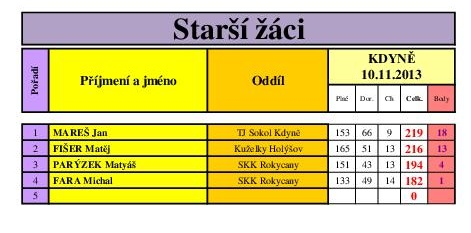 Starší žáci
Pořadí Příjmení a jméno Oddíl KDYNĚ
10.11.2013
Plné Dor. Ch Celk. Body
1 MAREŠ Jan TJ Sokol Kdyně 153 66 9 219 18
2 FIŠER Matěj Kuželky Holýšov 165 51 13 216 13
3 PARÝZEK Matyáš SKK Rokycany 151 43 13 194 4
4 FARA Michal SKK Rokycany 133 49 14 182 1
5 0